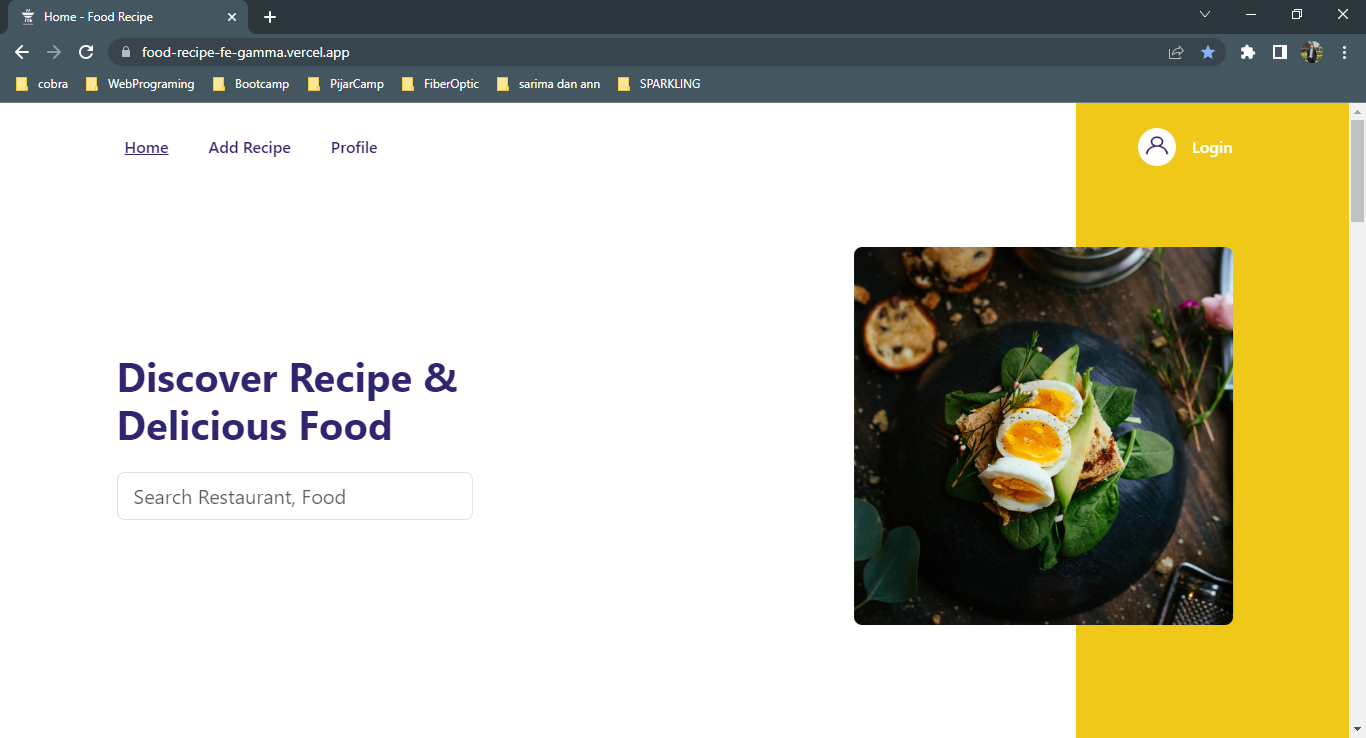 Home - Food Recipe
food-recipe-fe-gamma.vercel.app
cobra WebPrograming Bootcamp PijarCamp FiberOptic sarima dan ann SPARKLING
Home Add Recipe Profile Login
Discover Recipe &
Delicious Food
Search Restaurant, Food